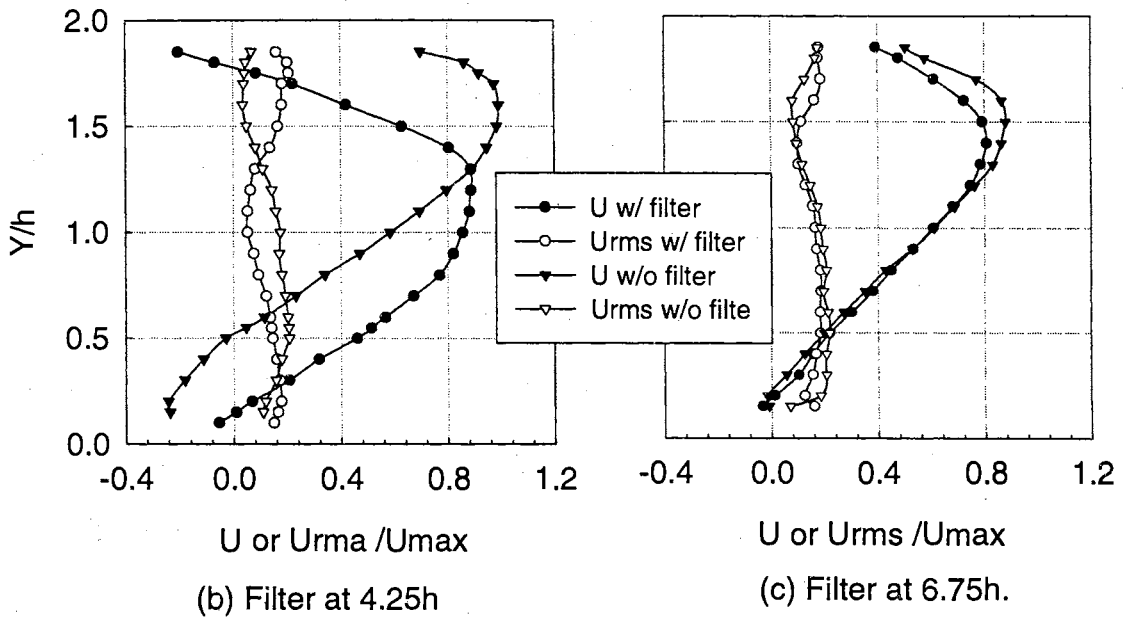 2.0
1.5
1.0
0.5
0.0
Y/h
-0.4 0.0 0.4 0.8 1.2
U or Urma /Umax
(b) Filter at 4.25h
U w/ filter
Urms w/ filter
U w/o filter
Urms w/o filte
-0.4 0.0 0.4 0.8 1.2
U or Urms /Umax
(c) Filter at 6.75h.